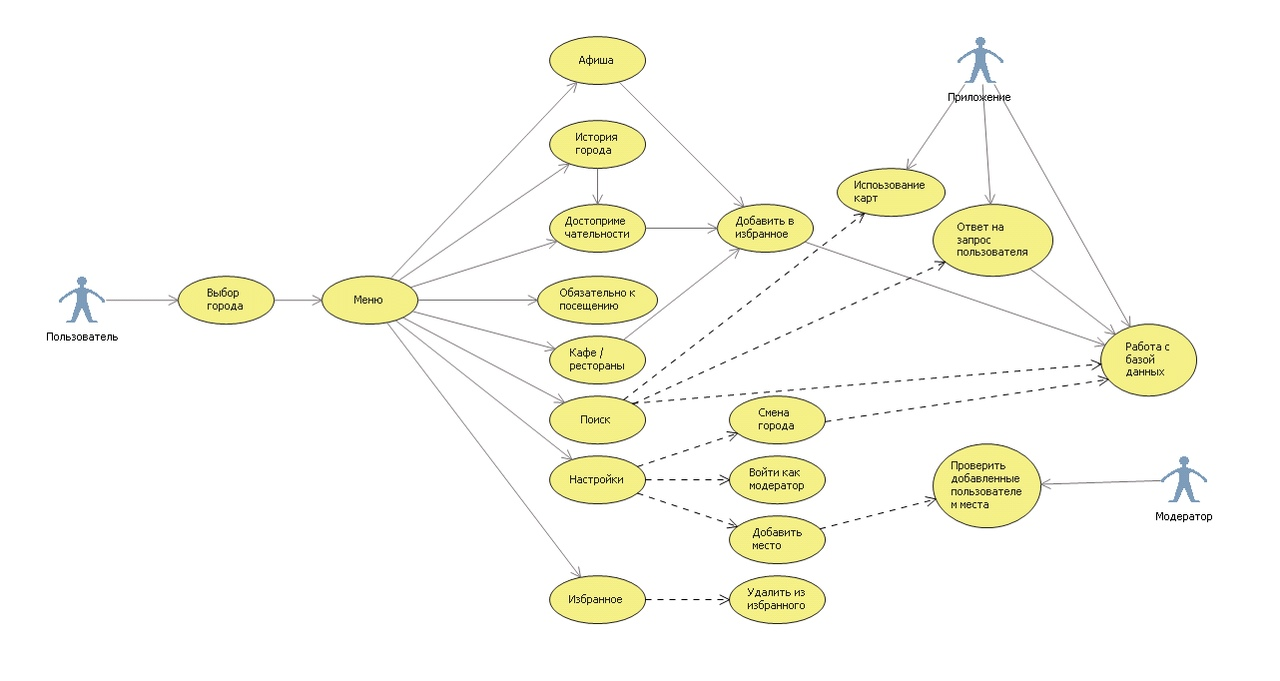 Афиша
Приложение
История
города
Испоьзование
карт
Достоприме
чательности
Добавить в
избранное
Ответ на
запрос
пользователя
Выбор
города
Меню
Обязательно к
посещению
Пользователь
Кафе /
рестораны
Работа с
базой
данных
Поиск
Смена
города
Настройки
Войти как
модератор
Проверить
добавленные
пользователе
м места
Модератор
Добавить
место
Избранное
Удалить из
избранного